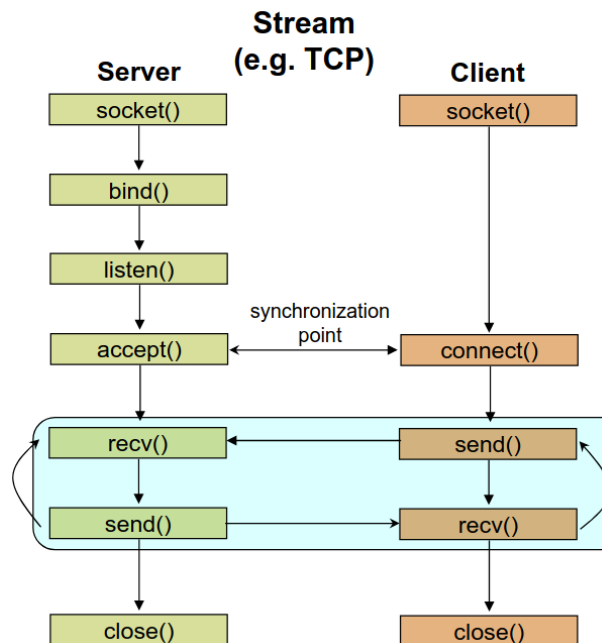 Stream
(e.g. TCP)
Server
Client
socket()
socket()
bind()
listen()
synchronization
point
accept()
connect()
recv()
send()
send()
recv()
close()
close()